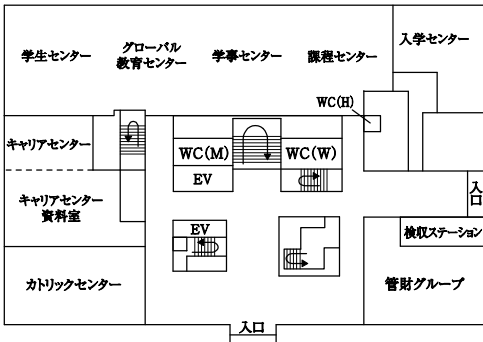 学生センター
グローバル
教育センター
学事センター
課程センター
入学センター
WC(H)
キャリアセンター
WC(M)
WC(W)
EV
キャリアセンター
資料室
入口
EV
検収ステーション
カトリックセンター
管財グループ
入口